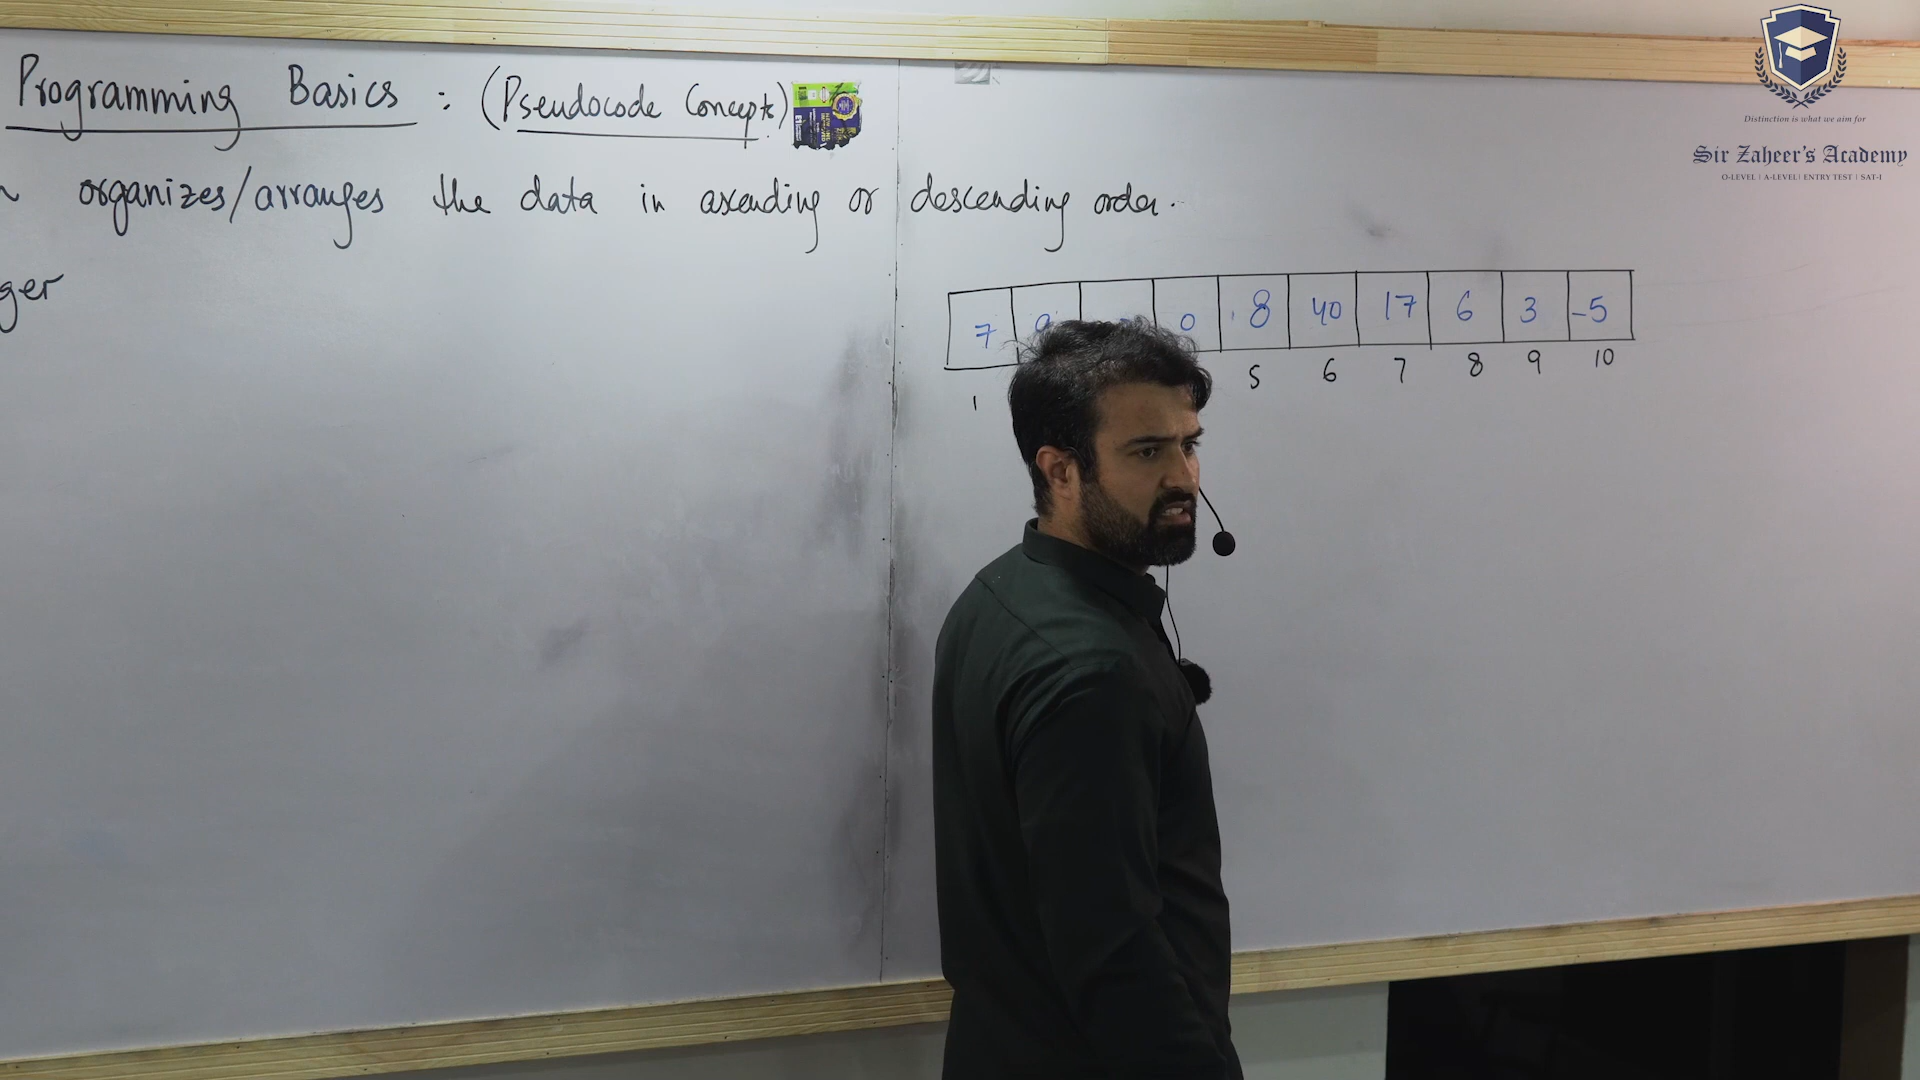 Programming Basics : (Pseudocode Concepts)
organizes/arranges the data in ascending or descending order.
ger
7 0 8 40 17 6 3 -5
1 5 6 7 8 9 10
Distinction is what we aim for
Sir Zaheer's Academy
O-LEVEL | A-LEVEL | ENTRY TEST | SAT-I